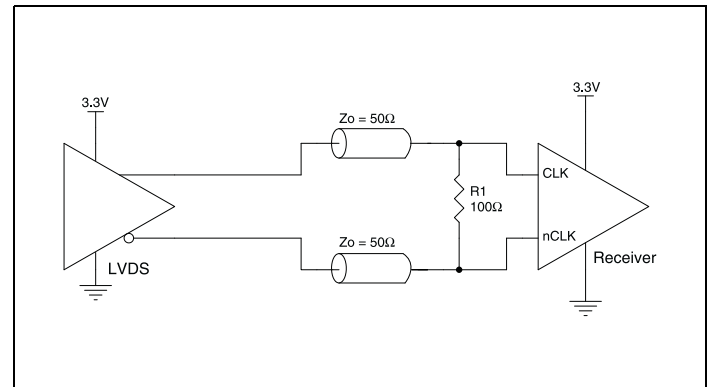 3.3V
3.3V
Zo = 50Ω
CLK
R1
100Ω
Zo = 50Ω
nCLK
LVDS
Receiver